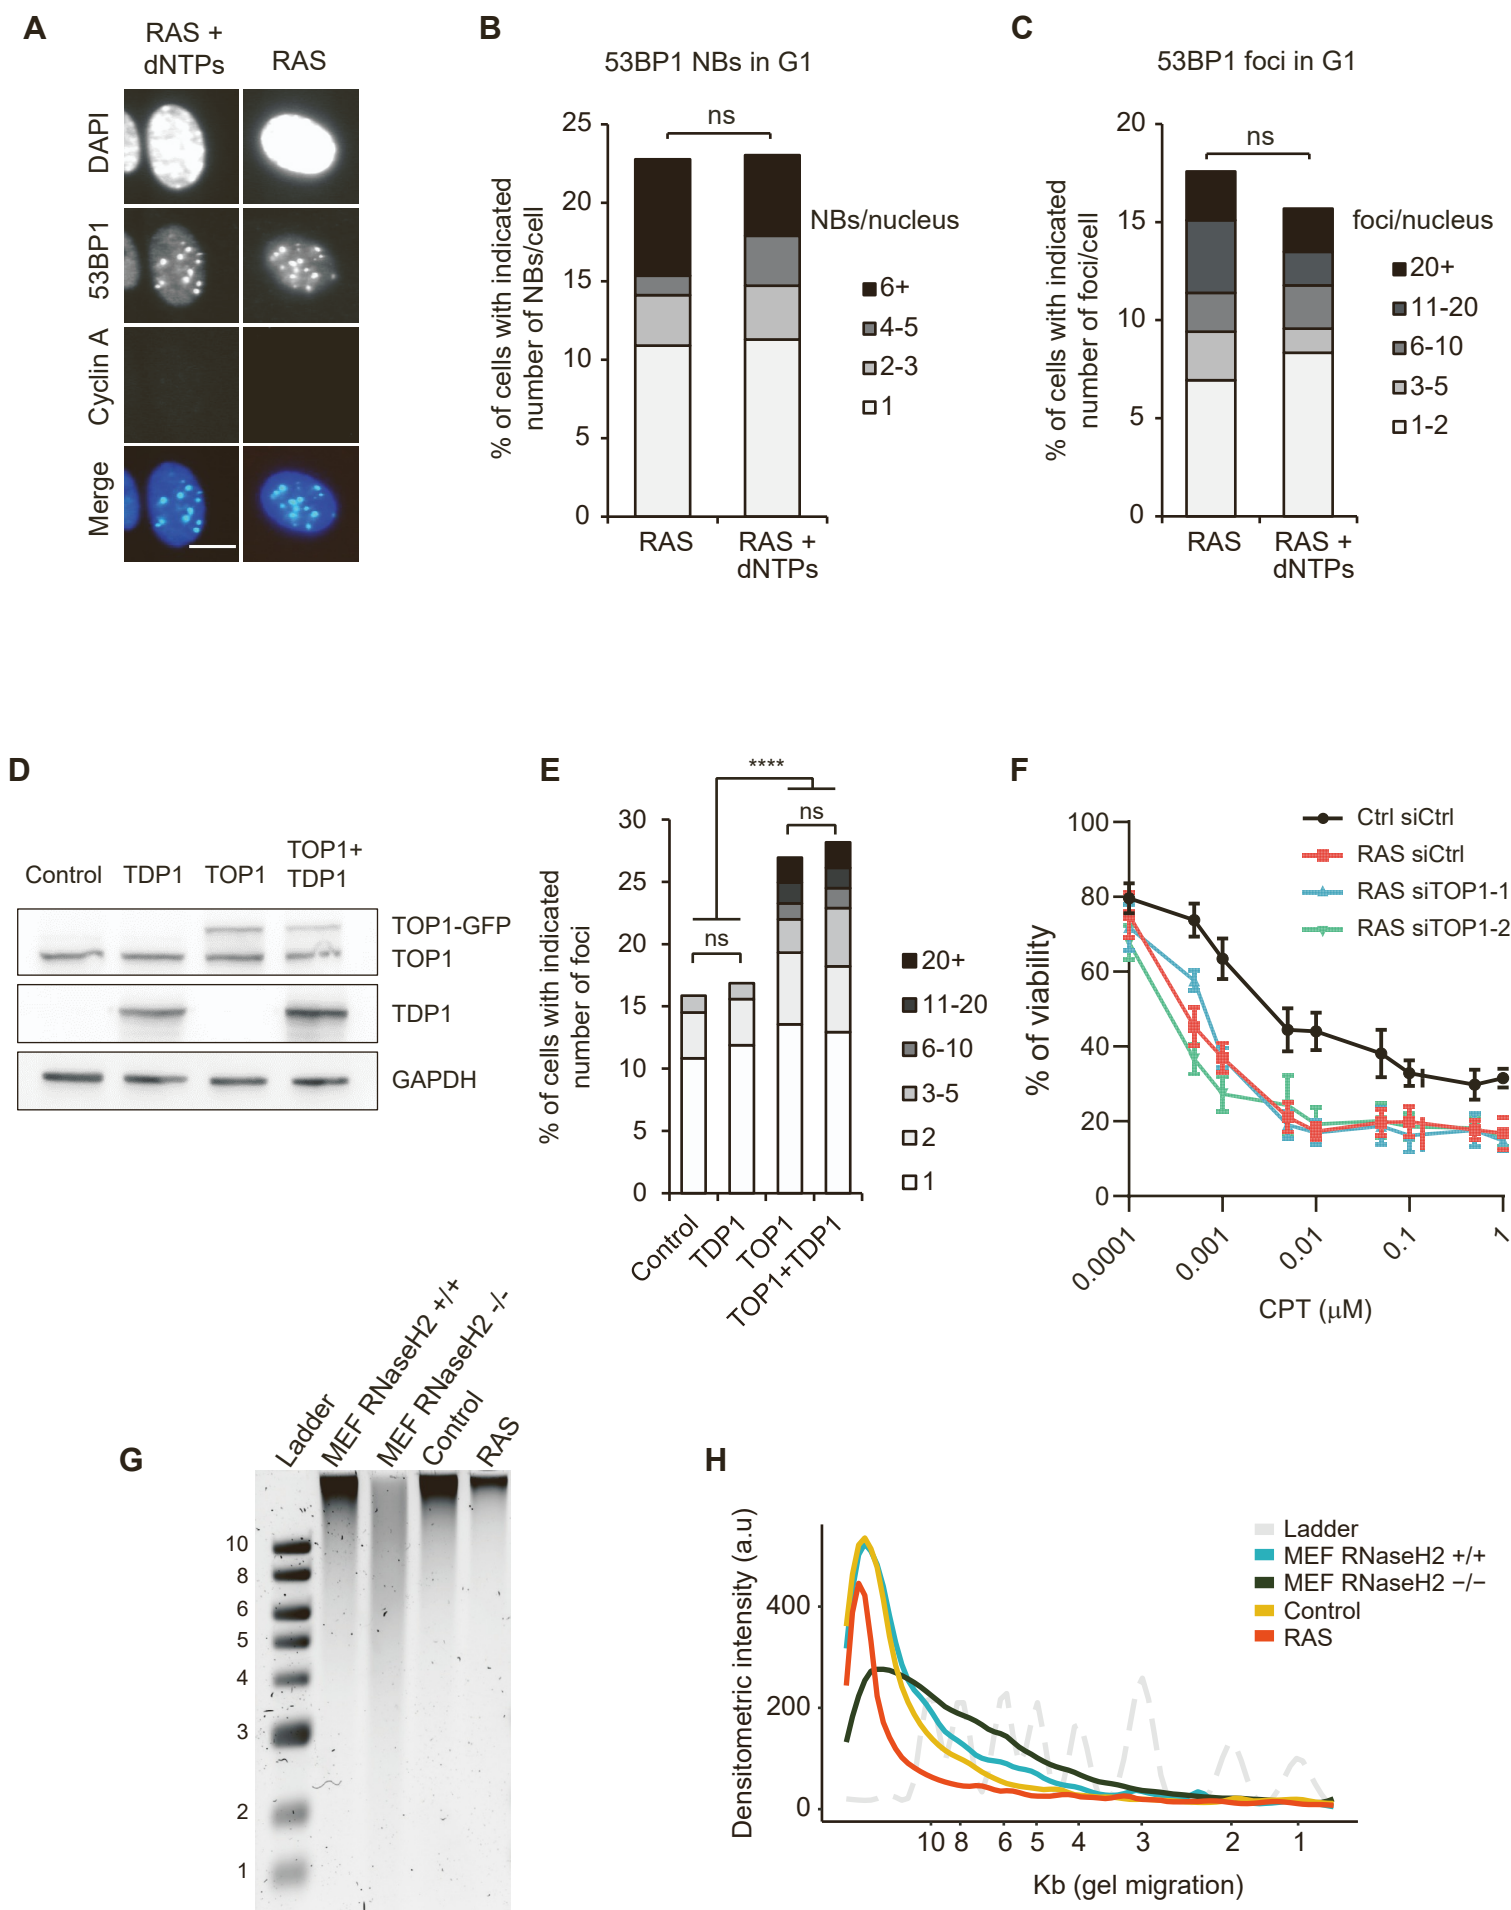 A
RAS +
dNTPs
RAS
DAPI
53BP1
Cyclin A
Merge
B
53BP1 NBs in G1
ns
% of cells with indicated
number of NBs/cell
25
20
15
10
5
0
RAS
RAS +
dNTPs
NBs/nucleus
6+
4-5
2-3
1
C
53BP1 foci in G1
ns
% of cells with indicated
number of foci/cell
20
15
10
5
0
RAS
RAS +
dNTPs
foci/nucleus
20+
11-20
6-10
3-5
1-2
D
Control
TDP1
TOP1
TOP1+
TDP1
TOP1-GFP
TOP1
TDP1
GAPDH
E
****
ns
ns
% of cells with indicated
number of foci
30
25
20
15
10
5
0
Control
TDP1
TOP1
TOP1+TDP1
20+
11-20
6-10
3-5
2
1
F
% of viability
100
80
60
40
20
0
0.0001
0.001
0.01
0.1
1
CPT (μM)
Ctrl siCtrl
RAS siCtrl
RAS siTOP1-1
RAS siTOP1-2
G
Ladder
MEF RNaseH2 +/+
MEF RNaseH2 -/-
Control
RAS
10
8
6
5
4
3
2
1
H
Densitometric intensity (a.u)
400
200
0
10 8 6 5 4 3 2 1
Kb (gel migration)
Ladder
MEF RNaseH2 +/+
MEF RNaseH2 −/−
Control
RAS